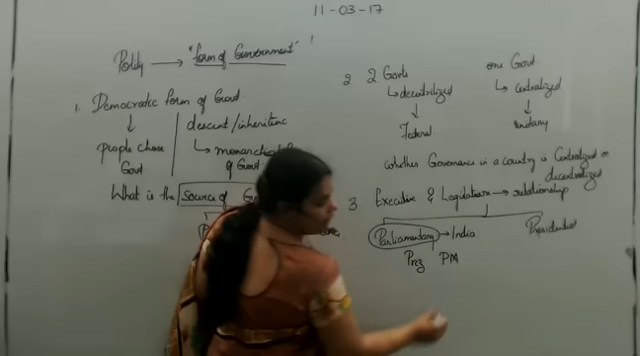 11-03-17
Polity → "form of Government"
1. Democratic form of Govt
people chose
Govt
descent/inheritence
↳ monarchical f
of Govt
What is the source of G
2 2 Govts
↳ decentralized
↓
Federal
one Govt
↳ centralized
↓
Unitary
whether Governance in a country is Centralized or
decentralized
3 Executive & Legislature → relationship
Parliamentary → India
Presidential
Prez PM